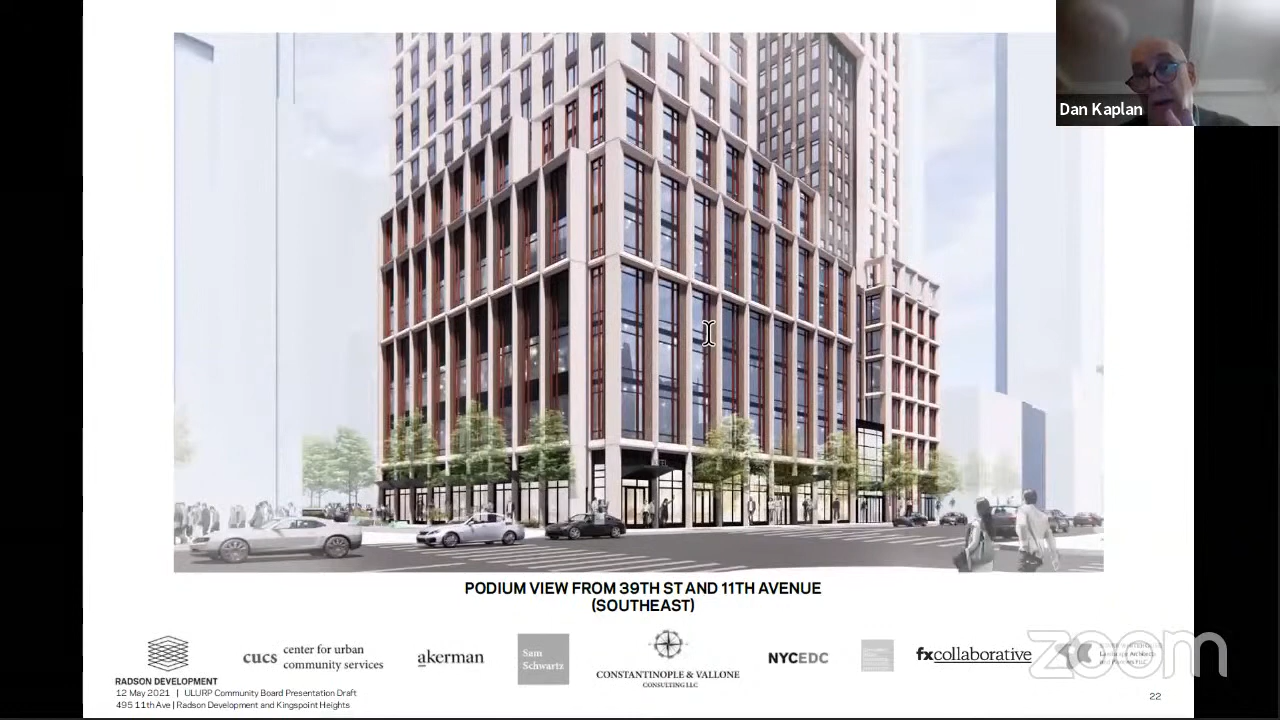 Dan Kaplan
PODIUM VIEW FROM 39TH ST AND 11TH AVENUE
(SOUTHEAST)
cucs
center for urban
community services
akerman
Sam
Schwartz
CONSTANTINOPLE & VALLONE
CONSULTING LLC
NYCEDC
fxcollaborative
zoom
RADSON DEVELOPMENT
12 May 2021 | ULURP Community Board Presentation Draft
495 11th Ave | Radson Development and Kingspoint Heights
22